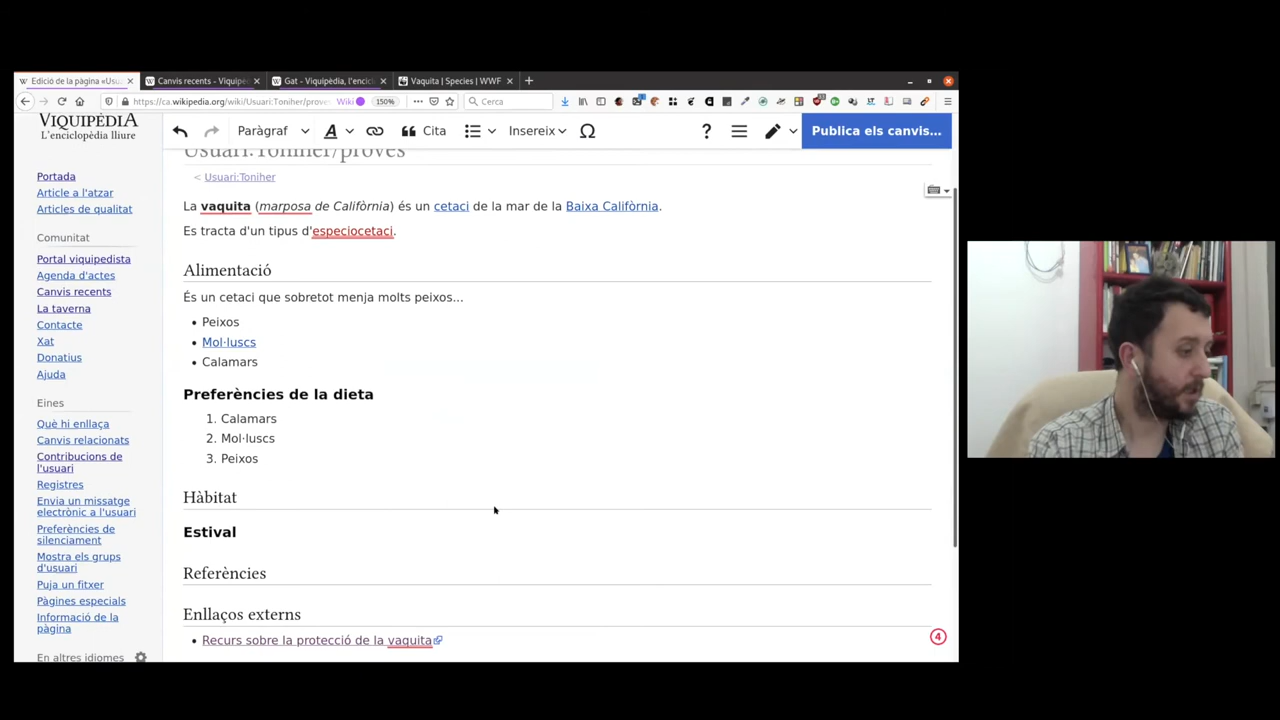 Edició de la pàgina «Usu
Canvis recents - Viquipè
Gat - Viquipèdia, l'encic
Vaquita | Species | WWF
https://ca.wikipedia.org/wiki/Usuari:Toniher/prove
Wiki
150%
Cerca
VIQUIPÈDIA
L'enciclopèdia lliure
Paràgraf
A
Cita
Insereix
Ω
?
Publica els canvis...
Portada
Article a l'atzar
Articles de qualitat
Comunitat
Portal viquipedista
Agenda d'actes
Canvis recents
La taverna
Contacte
Xat
Donatius
Ajuda
Eines
Què hi enllaça
Canvis relacionats
Contribucions de
l'usuari
Registres
Envia un missatge
electrònic a l'usuari
Preferències de
silenciament
Mostra els grups
d'usuari
Puja un fitxer
Pàgines especials
Informació de la
pàgina
En altres idiomes
Usuari:Toniher/proves
< Usuari:Toniher
La vaquita (marposa de Califòrnia) és un cetaci de la mar de la Baixa Califòrnia.
Es tracta d'un tipus d'especiocetaci.
Alimentació
És un cetaci que sobretot menja molts peixos...
• Peixos
• Mol·luscs
• Calamars
Preferències de la dieta
1. Calamars
2. Mol·luscs
3. Peixos
Hàbitat
Estival
Referències
Enllaços externs
• Recurs sobre la protecció de la vaquita
4